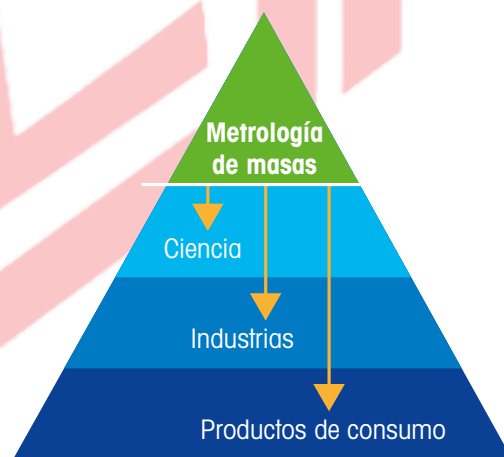 Metrología
de masas
Ciencia
Industrias
Productos de consumo